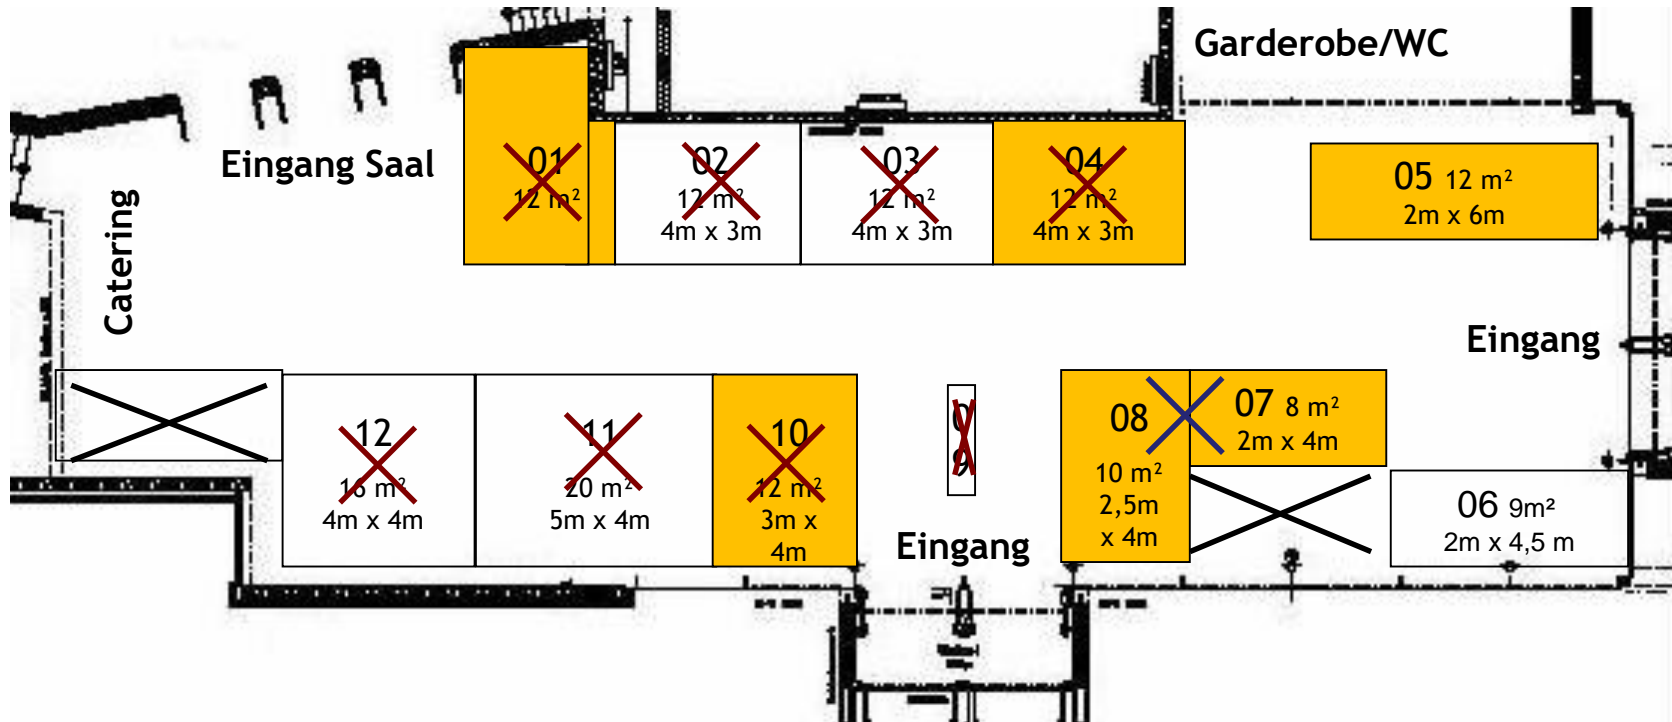 Garderobe/WC
Eingang Saal
Catering
01
12 m²
02
12 m²
4m x 3m
03
12 m²
4m x 3m
04
12 m²
4m x 3m
05 12 m²
2m x 6m
Eingang
12
16 m²
4m x 4m
11
20 m²
5m x 4m
10
12 m²
3m x
4m
0
9
Eingang
08
10 m²
2,5m
x 4m
07 8 m²
2m x 4m
06 9m²
2m x 4,5 m